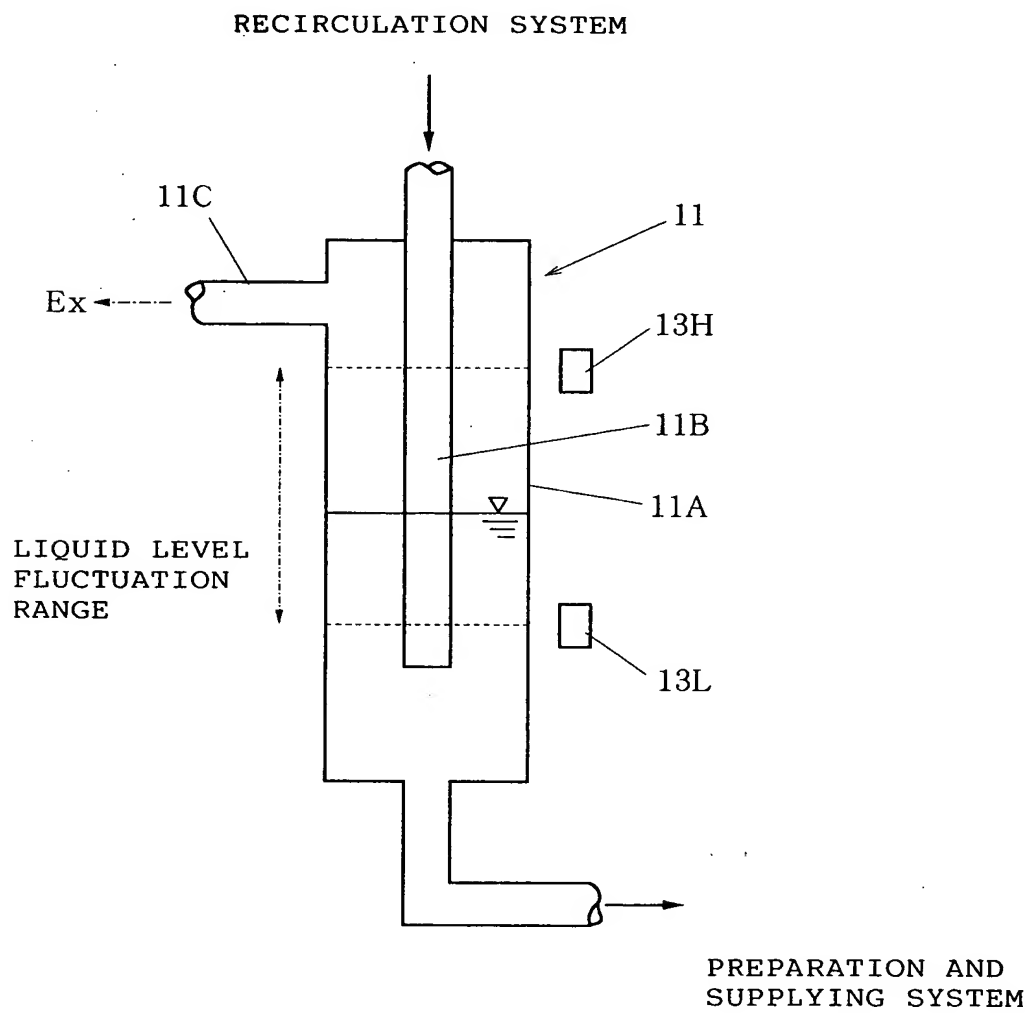 RECIRCULATION SYSTEM
11C
11
Ex
13H
11B
11A
LIQUID LEVEL
FLUCTUATION
RANGE
13L
PREPARATION AND
SUPPLYING SYSTEM